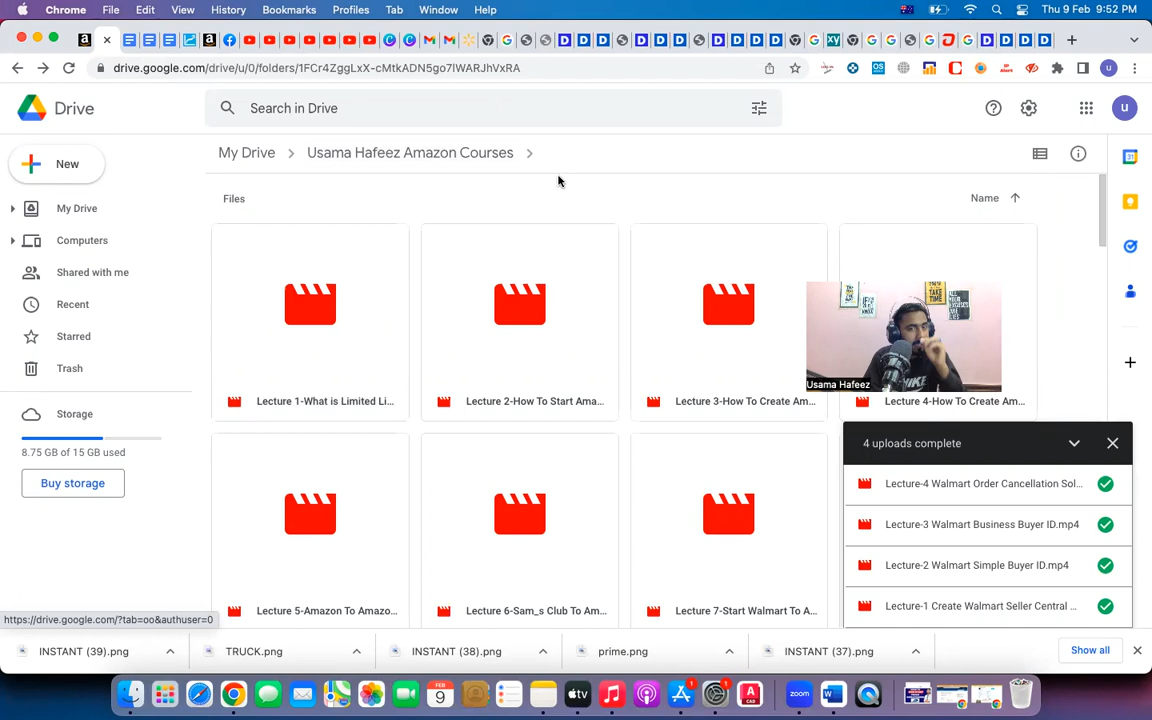 Chrome File Edit View History Bookmarks Profiles Tab Window Help Thu 9 Feb 9:52 PM
drive.google.com/drive/u/0/folders/1FCr4ZggLxX-cMtkADN5go7lWARJhVxRA
Drive
Search in Drive
New
My Drive
Computers
Shared with me
Recent
Starred
Trash
Storage
8.75 GB of 15 GB used
Buy storage
My Drive > Usama Hafeez Amazon Courses >
Files
Name
Lecture 1-What is Limited Li...
Lecture 2-How To Start Ama...
Lecture 3-How To Create Am...
Lecture 4-How To Create Am...
Usama Hafeez
Lecture 5-Amazon To Amazo...
Lecture 6-Sam_s Club To Am...
Lecture 7-Start Walmart To A...
4 uploads complete
Lecture-4 Walmart Order Cancellation Sol...
Lecture-3 Walmart Business Buyer ID.mp4
Lecture-2 Walmart Simple Buyer ID.mp4
Lecture-1 Create Walmart Seller Central ...
https://drive.google.com/?tab=oo&authuser=0
INSTANT (39).png
TRUCK.png
INSTANT (38).png
prime.png
INSTANT (37).png
Show all